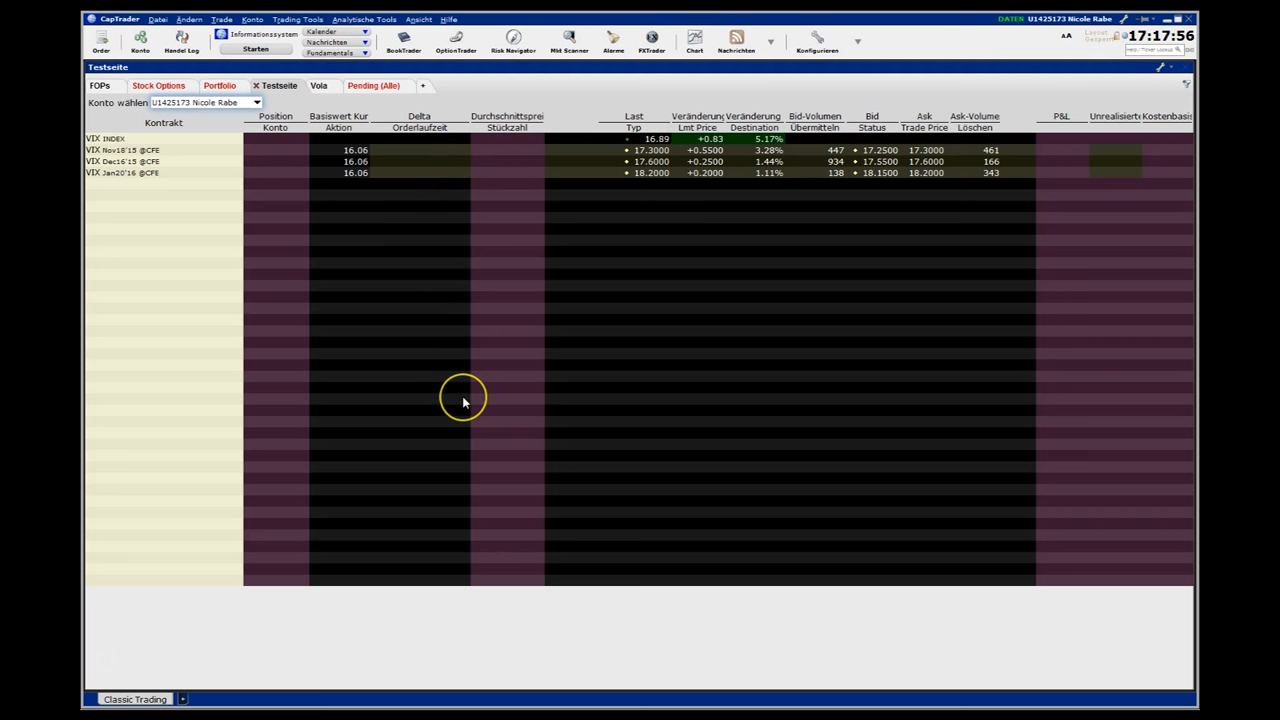 CapTrader Datei Ändern Trade Konto Trading Tools Analytische Tools Ansicht Hilfe DATEN U1425173 Nicole Rabe
Order Konto Handel Log Informationssystem Starten Kalender Nachrichten Fundamentals BookTrader OptionTrader Risk Navigator Mkt Scanner Alarme FXTrader Chart Nachrichten Konfigurieren AA Layout Gesperrt 17:17:56
Help / Ticker Lookup
Testseite
FOPs Stock Options Portfolio Testseite Vola Pending (Alle) +
Konto wählen U1425173 Nicole Rabe
Kontrakt Position Basiswert Kur Delta Durchschnittsprei Last Veränderung Veränderung Bid-Volumen Bid Ask Ask-Volume P&L Unrealisierte Kostenbasis
Konto Aktion Orderlaufzeit Stückzahl Typ Lmt Price Destination Übermitteln Status Trade Price Löschen
VIX INDEX 16.89 +0.83 5.17%
VIX Nov18'15 @CFE 16.06 17.3000 +0.5500 3.28% 447 17.2500 17.3000 461
VIX Dec16'15 @CFE 16.06 17.6000 +0.2500 1.44% 934 17.5500 17.6000 166
VIX Jan20'16 @CFE 16.06 18.2000 +0.2000 1.11% 138 18.1500 18.2000 343
Classic Trading +